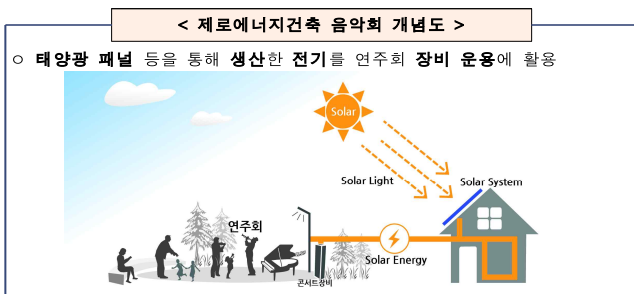 < 제로에너지건축 음악회 개념도 >
○ 태양광 패널 등을 통해 생산한 전기를 연주회 장비 운용에 활용
Solar
Solar Light
Solar System
연주회
Solar Energy
콘서트장비